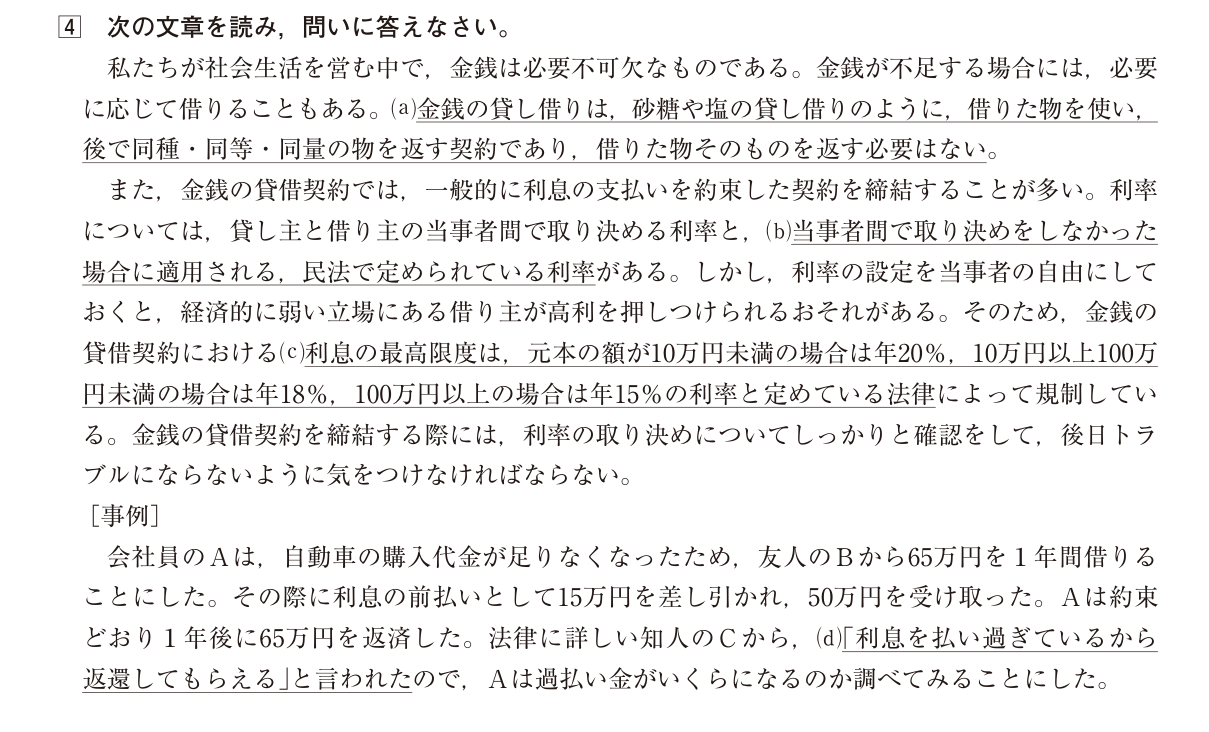 4 次の文章を読み，問いに答えなさい。
私たちが社会生活を営む中で，金銭は必要不可欠なものである。金銭が不足する場合には，必要
に応じて借りることもある。(a)金銭の貸し借りは，砂糖や塩の貸し借りのように，借りた物を使い，
後で同種・同等・同量の物を返す契約であり，借りた物そのものを返す必要はない。
また，金銭の貸借契約では，一般的に利息の支払いを約束した契約を締結することが多い。利率
については，貸し主と借り主の当事者間で取り決める利率と，(b)当事者間で取り決めをしなかった
場合に適用される，民法で定められている利率がある。しかし，利率の設定を当事者の自由にして
おくと，経済的に弱い立場にある借り主が高利を押しつけられるおそれがある。そのため，金銭の
貸借契約における(c)利息の最高限度は，元本の額が10万円未満の場合は年20％，10万円以上100万
円未満の場合は年18％，100万円以上の場合は年15％の利率と定めている法律によって規制してい
る。金銭の貸借契約を締結する際には，利率の取り決めについてしっかりと確認をして，後日トラ
ブルにならないように気をつけなければならない。
［事例］
会社員のAは，自動車の購入代金が足りなくなったため，友人のBから65万円を1年間借りる
ことにした。その際に利息の前払いとして15万円を差し引かれ，50万円を受け取った。Aは約束
どおり1年後に65万円を返済した。法律に詳しい知人のCから，(d)「利息を払い過ぎているから
返還してもらえる」と言われたので，Aは過払い金がいくらになるのか調べてみることにした。